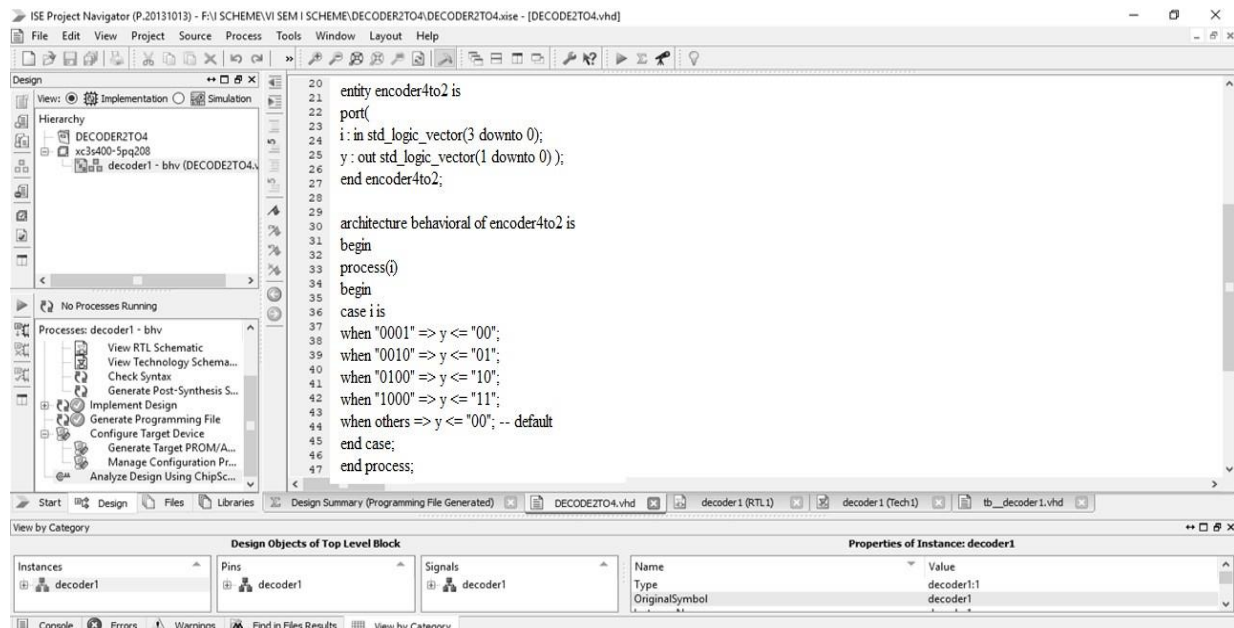 ISE Project Navigator (P.20131013) - F:\I SCHEME\VI SEM I SCHEME\DECODER2TO4\DECODER2TO4.xise - [DECODE2TO4.vhd]
File Edit View Project Source Process Tools Window Layout Help
Design
View: Implementation Simulation
Hierarchy
DECODER2TO4
xc3s400-5pq208
decoder1 - bhv (DECODE2TO4.v
No Processes Running
Processes: decoder1 - bhv
View RTL Schematic
View Technology Schema...
Check Syntax
Generate Post-Synthesis S...
Implement Design
Generate Programming File
Configure Target Device
Generate Target PROM/A...
Manage Configuration Pr...
Analyze Design Using ChipSc...
Start Design Files Libraries
20
21
22
23
24
25
26
27
28
29
30
31
32
33
34
35
36
37
38
39
40
41
42
43
44
45
46
47
entity encoder4to2 is
port(
i : in std_logic_vector(3 downto 0);
y : out std_logic_vector(1 downto 0) );
end encoder4to2;
architecture behavioral of encoder4to2 is
begin
process(i)
begin
case i is
when "0001" => y <= "00";
when "0010" => y <= "01";
when "0100" => y <= "10";
when "1000" => y <= "11";
when others => y <= "00"; -- default
end case;
end process;
Design Summary (Programming File Generated) DECODE2TO4.vhd decoder1 (RTL1) decoder1 (Tech1) tb__decoder1.vhd
View by Category
Design Objects of Top Level Block
Instances Pins Signals
decoder1 decoder1 decoder1
Properties of Instance: decoder1
Name Value
Type decoder1:1
OriginalSymbol decoder1
Console Errors Warnings Find in Files Results View by Category